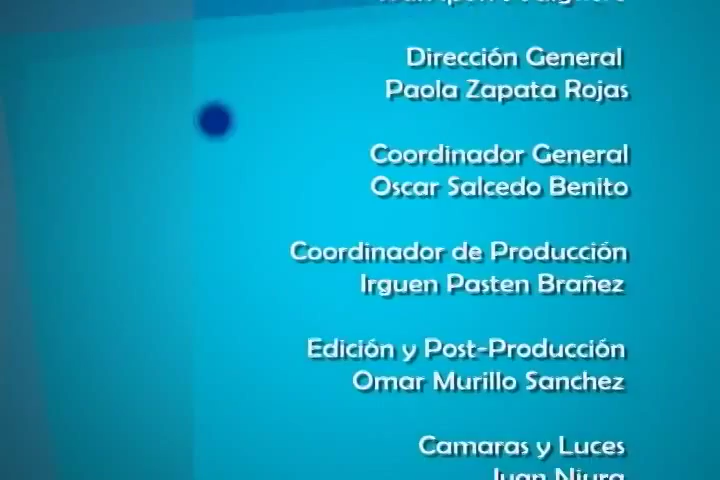 Dirección General
Paola Zapata Rojas
Coordinador General
Oscar Salcedo Benito
Coordinador de Producción
Irguen Pasten Brañez
Edición y Post-Producción
Omar Murillo Sanchez
Camaras y Luces
Juan